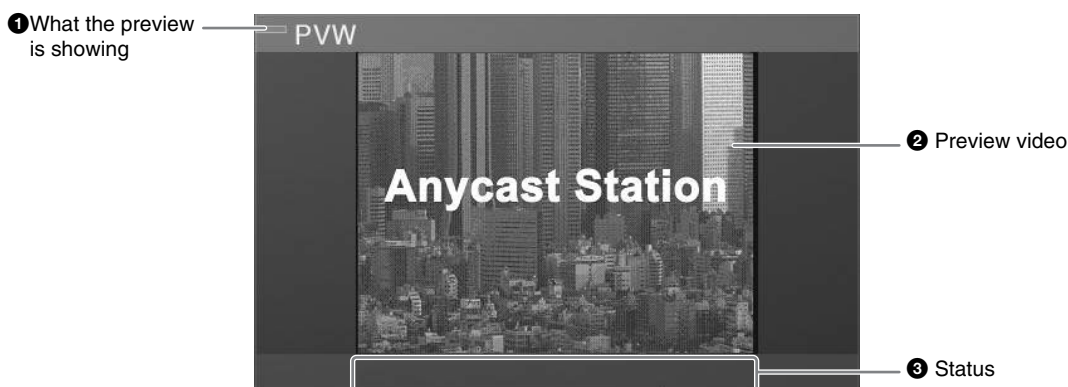 ❶What the preview
is showing
PVW
Anycast Station
❷ Preview video
❸ Status